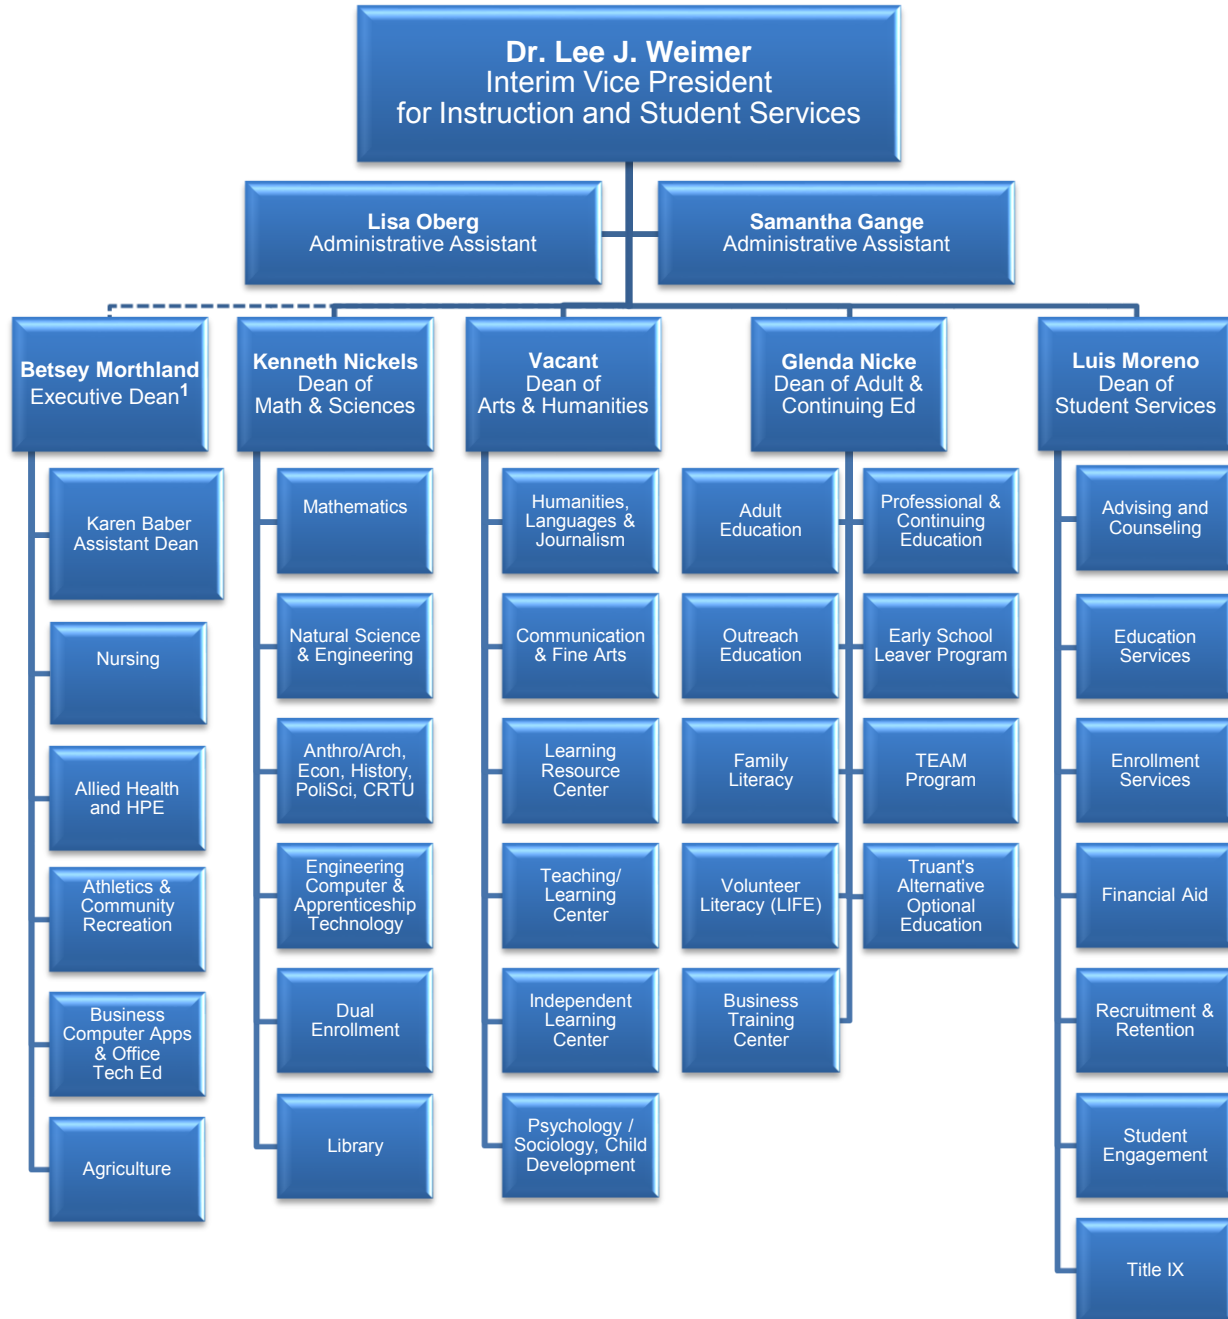 Dr. Lee J. Weimer
Interim Vice President
for Instruction and Student Services
Lisa Oberg
Administrative Assistant
Samantha Gange
Administrative Assistant
Betsey Morthland
Executive Dean¹
Karen Baber
Assistant Dean
Nursing
Allied Health
and HPE
Athletics &
Community
Recreation
Business
Computer Apps
& Office
Tech Ed
Agriculture
Kenneth Nickels
Dean of
Math & Sciences
Mathematics
Natural Science
& Engineering
Anthro/Arch,
Econ, History,
PoliSci, CRTU
Engineering
Computer &
Apprenticeship
Technology
Dual
Enrollment
Library
Vacant
Dean of
Arts & Humanities
Humanities,
Languages &
Journalism
Communication
& Fine Arts
Learning
Resource
Center
Teaching/
Learning
Center
Independent
Learning
Center
Psychology /
Sociology, Child
Development
Glenda Nicke
Dean of Adult &
Continuing Ed
Adult
Education
Professional &
Continuing
Education
Outreach
Education
Early School
Leaver Program
Family
Literacy
TEAM
Program
Volunteer
Literacy (LIFE)
Truant's
Alternative
Optional
Education
Business
Training
Center
Luis Moreno
Dean of
Student Services
Advising and
Counseling
Education
Services
Enrollment
Services
Financial Aid
Recruitment &
Retention
Student
Engagement
Title IX